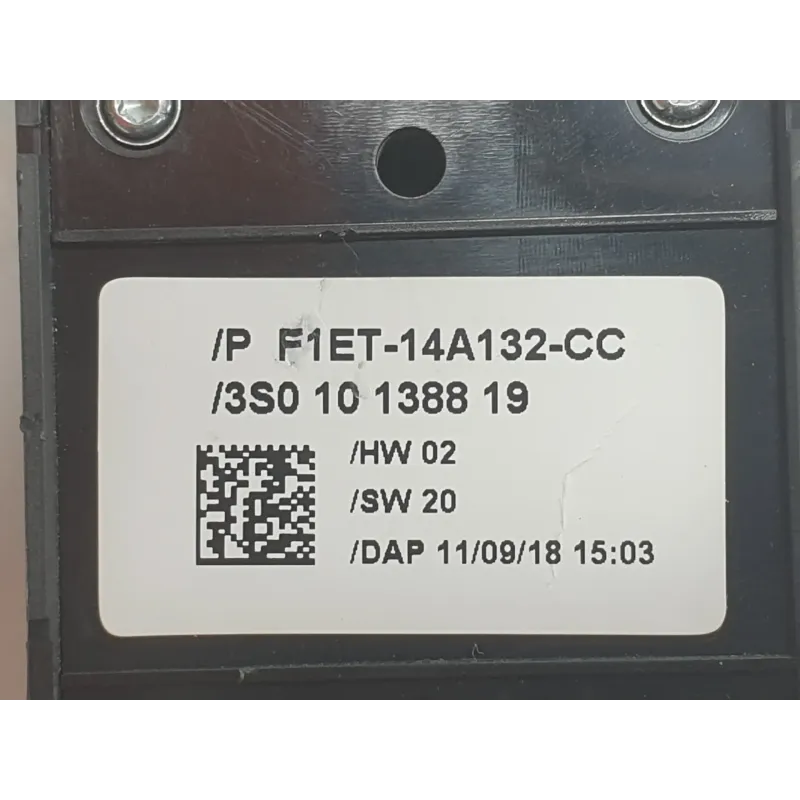 /P F1ET-14A132-CC
/3S0 10 1388 19
/HW 02
/SW 20
/DAP 11/09/18 15:03